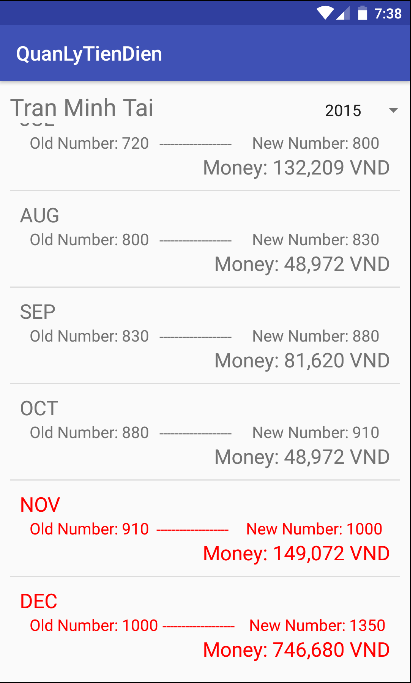 7:38
QuanLyTienDien
Tran Minh Tai 2015
Old Number: 720 ------------------- New Number: 800
Money: 132,209 VND
AUG
Old Number: 800 ------------------- New Number: 830
Money: 48,972 VND
SEP
Old Number: 830 ------------------- New Number: 880
Money: 81,620 VND
OCT
Old Number: 880 ------------------- New Number: 910
Money: 48,972 VND
NOV
Old Number: 910 ------------------- New Number: 1000
Money: 149,072 VND
DEC
Old Number: 1000 ------------------- New Number: 1350
Money: 746,680 VND